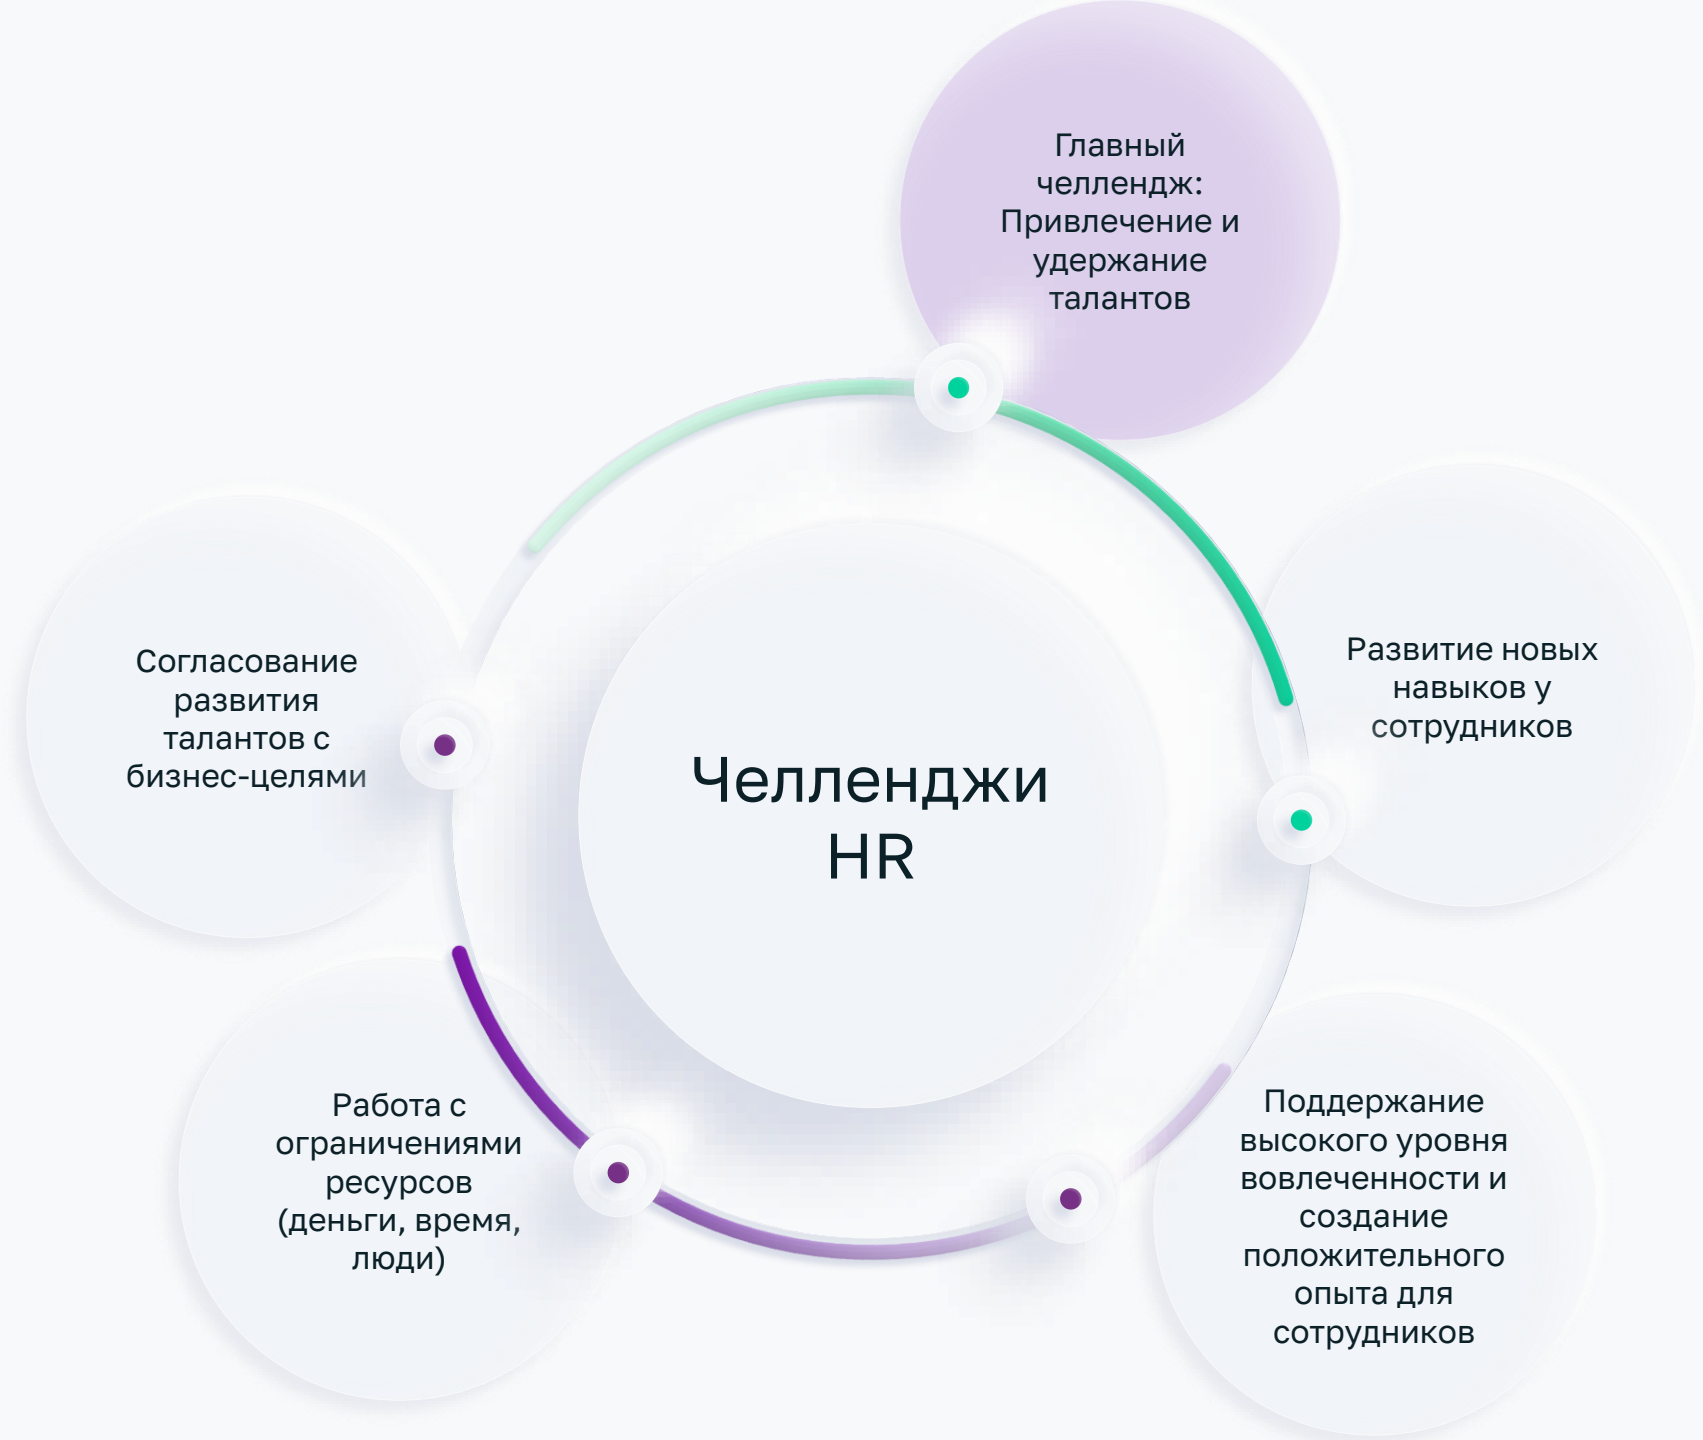 Главный
челлендж:
Привлечение и
удержание
талантов
Развитие новых
навыков у
сотрудников
Поддержание
высокого уровня
вовлеченности и
создание
положительного
опыта для
сотрудников
Работа с
ограничениями
ресурсов
(деньги, время,
люди)
Согласование
развития
талантов с
бизнес-целями
Челленджи
HR